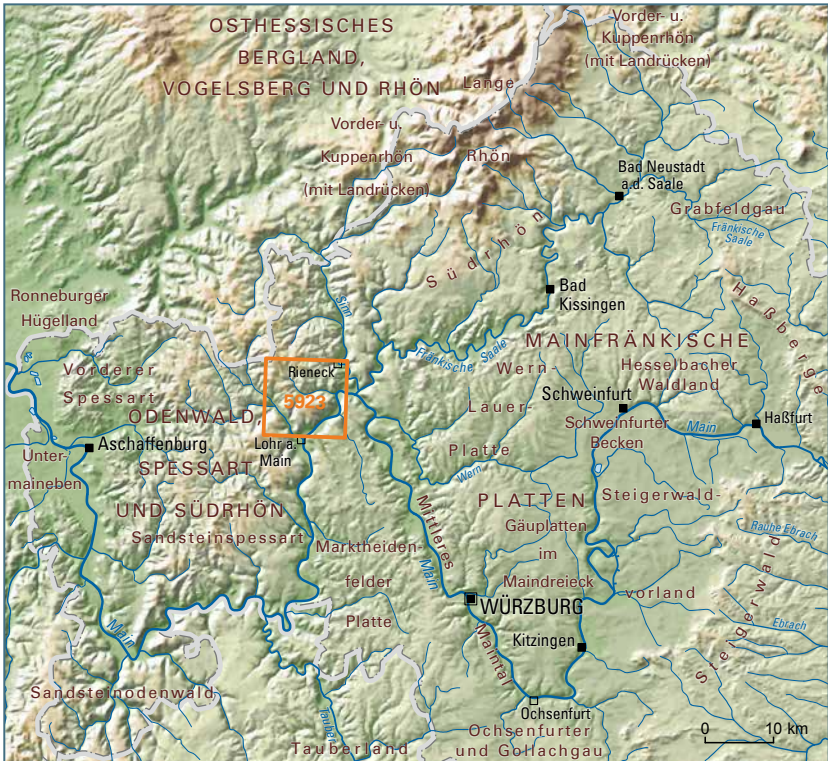 OSTHESSISCHES
BERGLAND,
VOGELSBERG UND RHÖN
Vorder- u.
Kuppenrhön
(mit Landrücken)
Lange
Rhön
Vorder- u.
Kuppenrhön
(mit Landrücken)
Bad Neustadt
a.d. Saale
Grabfeldgau
Fränkische
Saale
Südrhön
Sinn
Bad
Kissingen
Haßberge
Ronneburger
Hügelland
Fränkische Saale
MAINFRÄNKISCHE
Wern-
Hesselbacher
Waldland
Rieneck
5923
Vorderer
Spessart
Lauer-
Schweinfurt
Schweinfurter
Becken
Main
Haßfurt
ODENWALD,
Aschaffenburg
Lohr a.
Main
Platte
Wern
Unter-
maineben
SPESSART
UND SÜDRHÖN
Sandsteinspessart
PLATTEN
Steigerwald-
Gäuplatten
im
Maindreieck
Mittleres
Main
Rauhe Ebrach
Marktheiden-
felder
Platte
vorland
WÜRZBURG
Steigerwald
Ebrach
Main
Maintal
Kitzingen
Sandsteinodenwald
Tauber
Ochsenfurt
Ochsenfurter
und Gollachgau
Tauberland
0 10 km